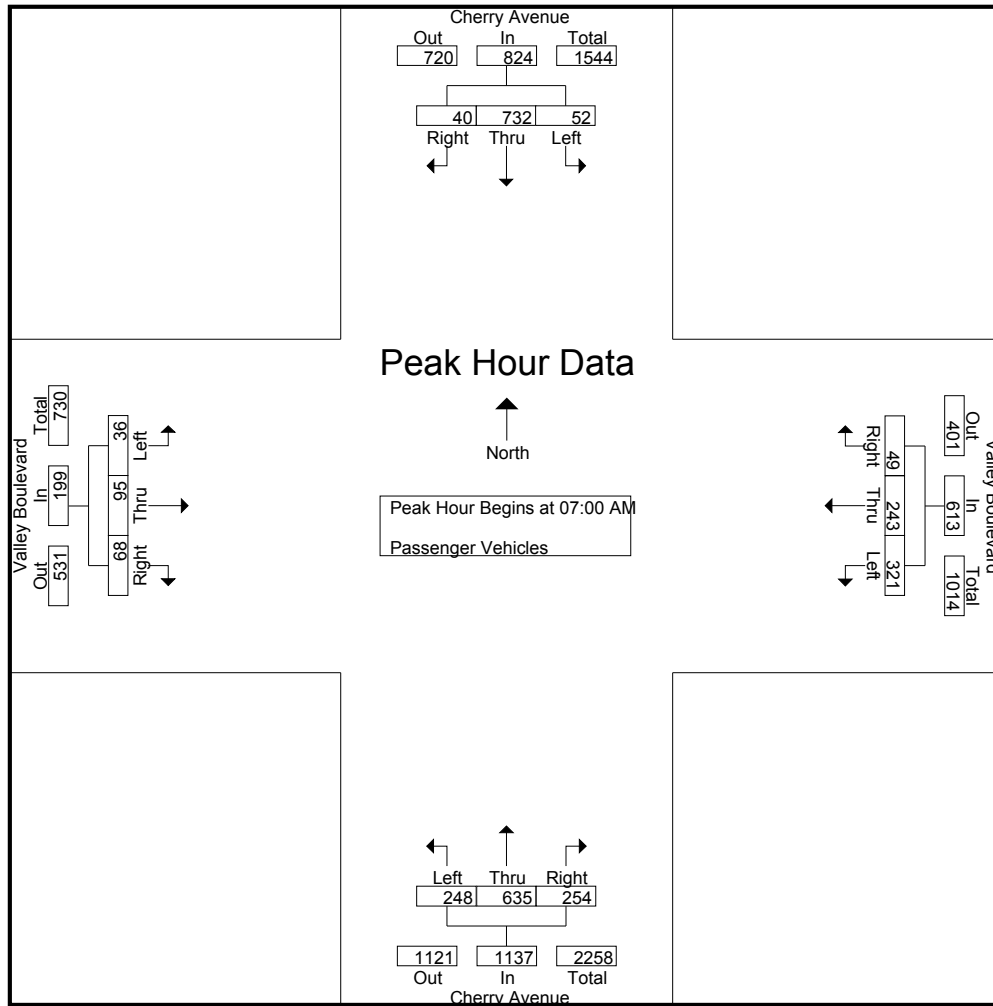 Cherry Avenue
Out In Total
720 824 1544
40 732 52
Right Thru Left
Peak Hour Data
North
Peak Hour Begins at 07:00 AM
Passenger Vehicles
Valley Boulevard
Total In Out
730 199 531
36 95 68
Left Thru Right
Right Thru Left
49 243 321
Out In Total
401 613 1014
Valley Boulevard
Left Thru Right
248 635 254
1121 1137 2258
Out In Total
Cherry Avenue